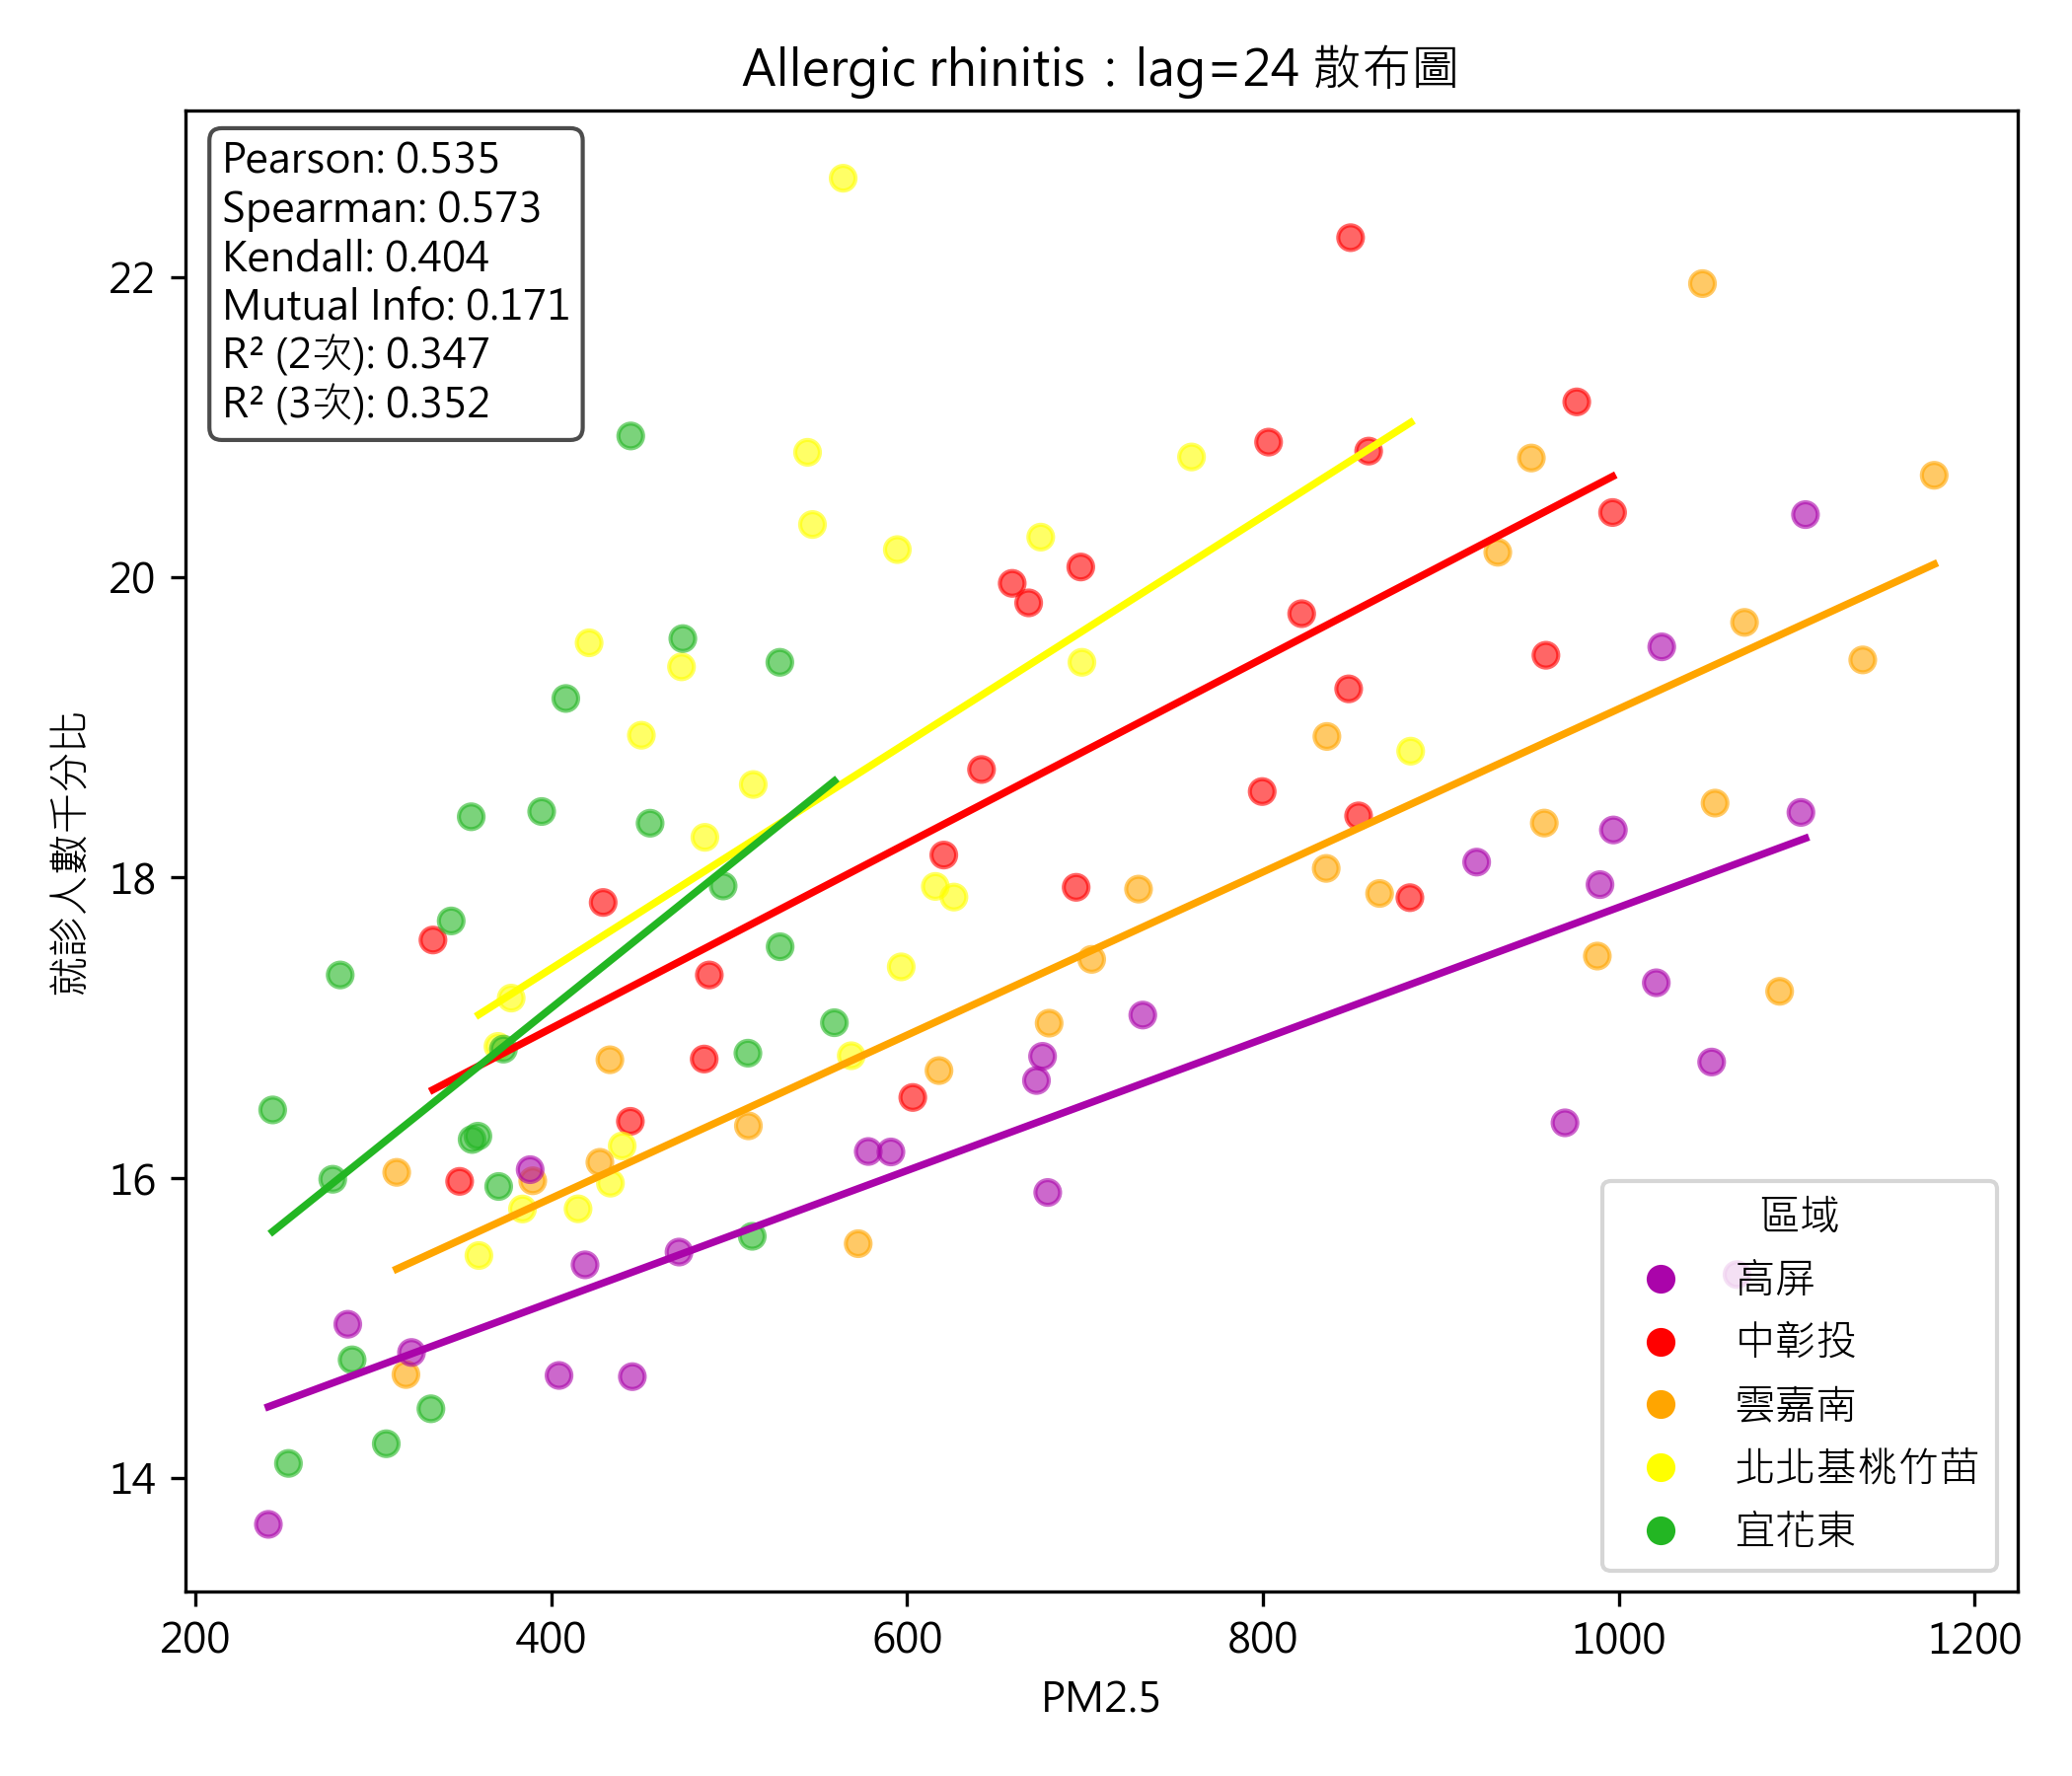 Allergic rhinitis：lag=24 散布圖
Pearson: 0.535
Spearman: 0.573
Kendall: 0.404
Mutual Info: 0.171
R² (2次): 0.347
R² (3次): 0.352
就診人數千分比
22
20
18
16
14
200 400 600 800 1000 1200
PM2.5
區域
高屏
中彰投
雲嘉南
北北基桃竹苗
宜花東